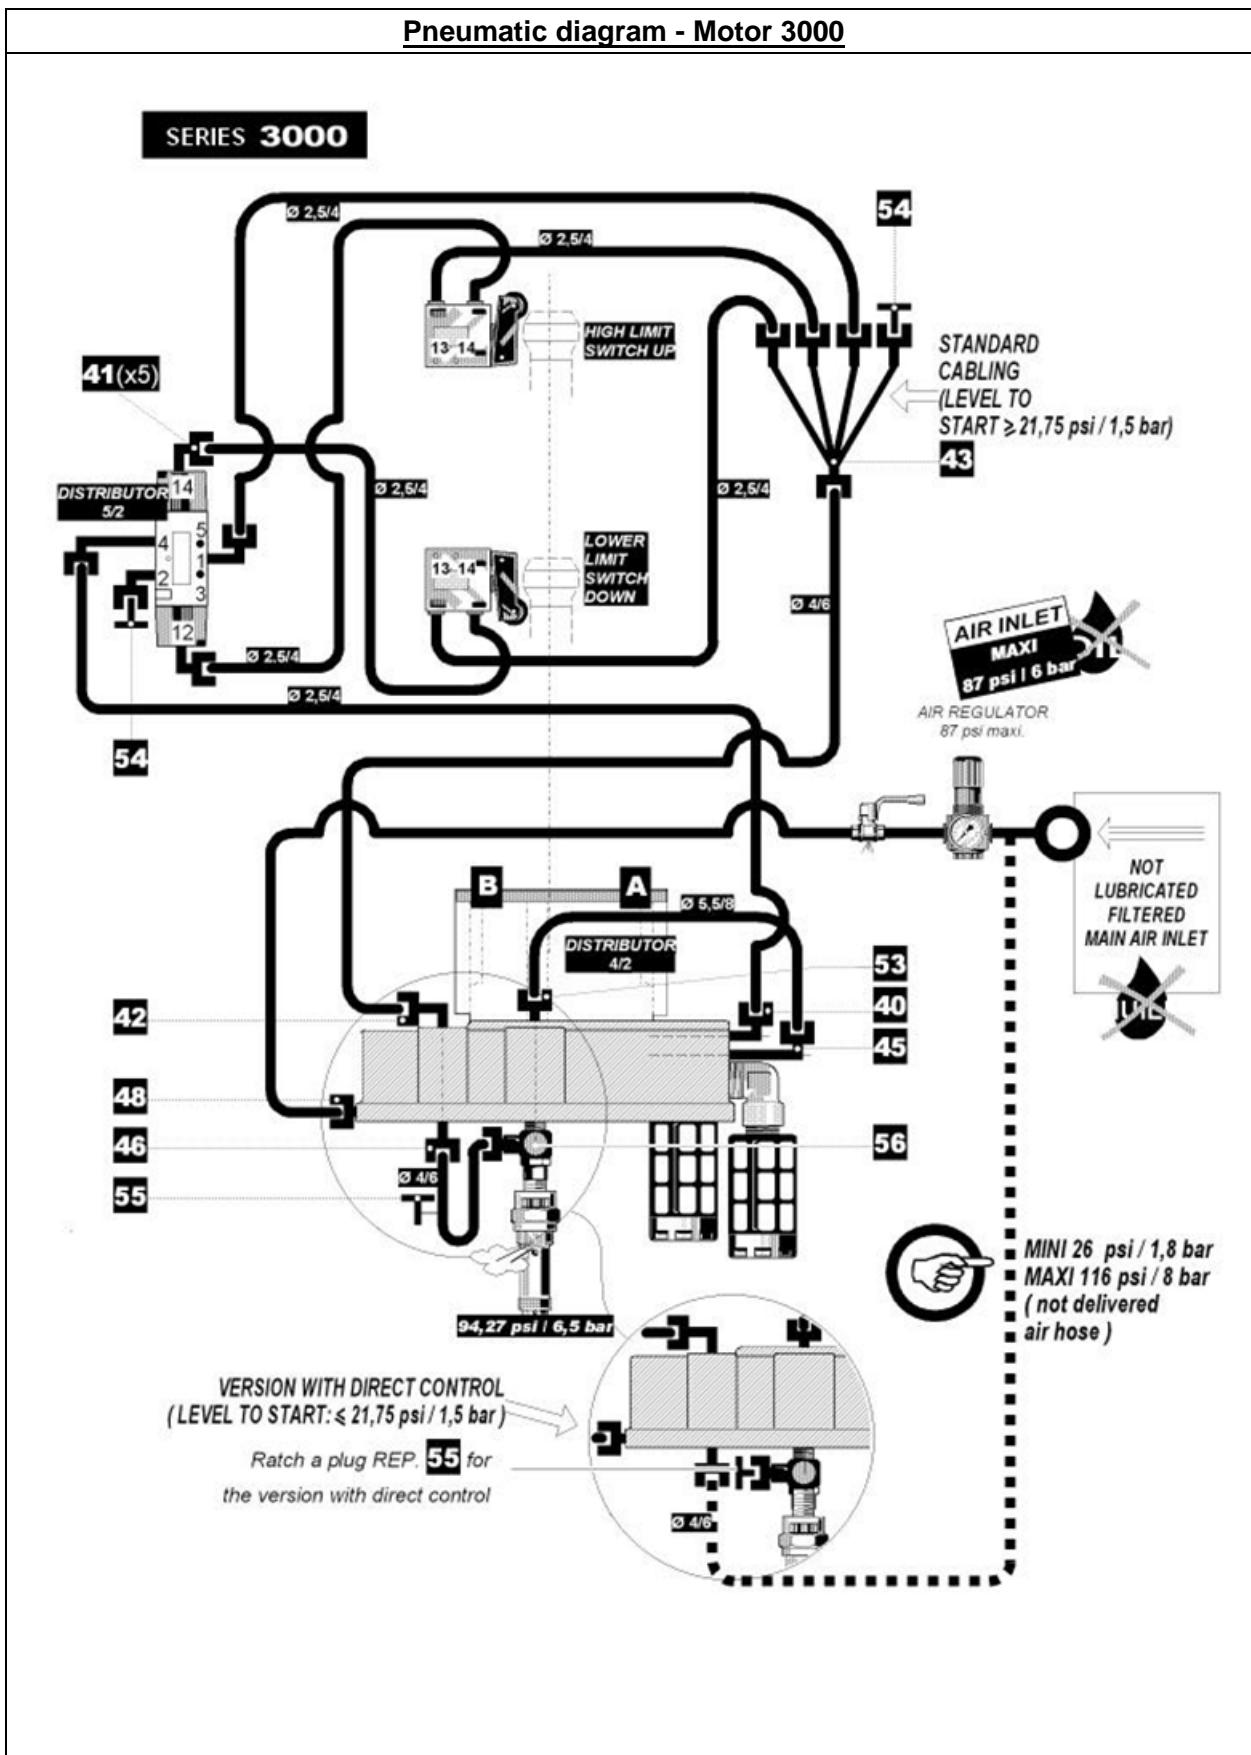 Pneumatic diagram - Motor 3000
SERIES 3000
Ø 2,5/4
54
Ø 2,5/4
HIGH LIMIT
SWITCH UP
13 14
STANDARD
CABLING
(LEVEL TO
START ⩾ 21,75 psi / 1,5 bar)
41(x5)
43
DISTRIBUTOR
5/2
14
4
2
5
1
3
12
Ø 2,5/4
Ø 2,5/4
LOWER
LIMIT
SWITCH
DOWN
13 14
Ø 4/6
AIR INLET
MAXI
87 psi / 6 bar
Ø 2,5/4
Ø 2,5/4
AIR REGULATOR
87 psi maxi.
54
NOT
LUBRICATED
FILTERED
MAIN AIR INLET
B
A
Ø 5,5/8
DISTRIBUTOR
4/2
53
42
40
45
48
46
56
Ø 4/6
55
MINI 26 psi / 1,8 bar
MAXI 116 psi / 8 bar
( not delivered
air hose )
94,27 psi / 6,5 bar
VERSION WITH DIRECT CONTROL
( LEVEL TO START: ⩽ 21,75 psi / 1,5 bar )
Ratch a plug REP. 55 for
the version with direct control
Ø 4/6